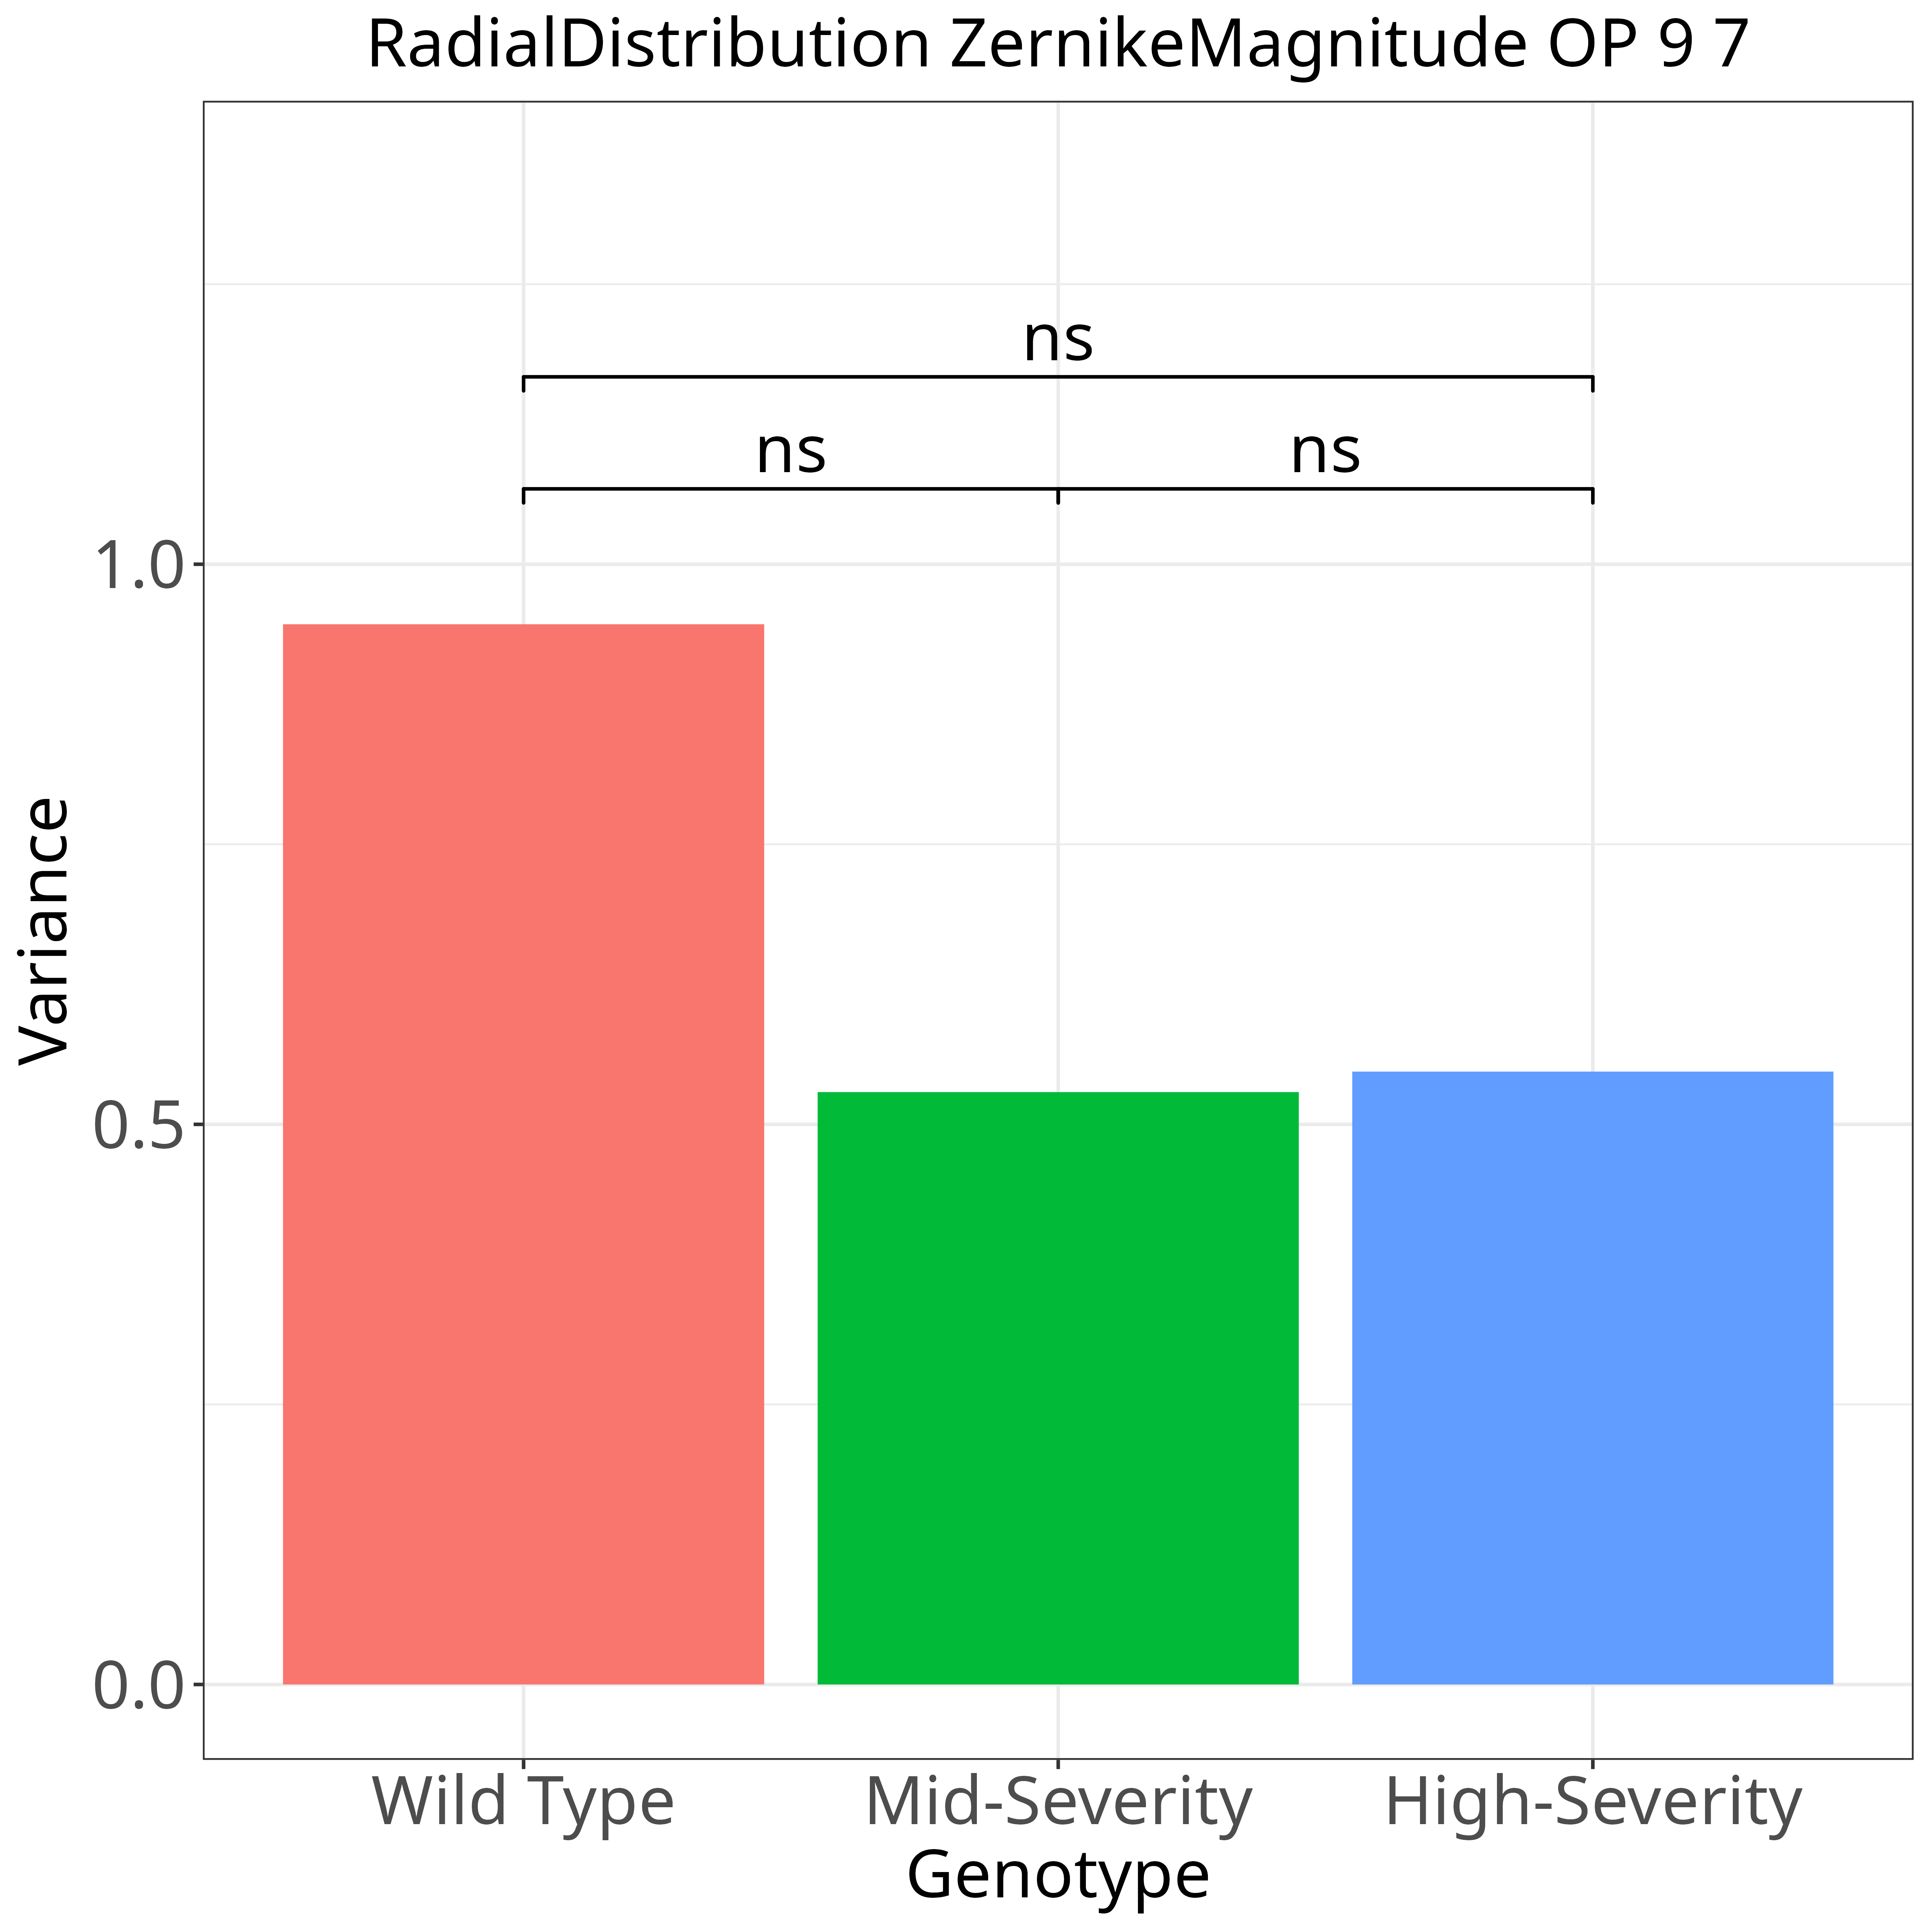 RadialDistribution ZernikeMagnitude OP 9 7
ns
ns ns
1.0
0.5
0.0
Variance
Wild Type Mid-Severity High-Severity
Genotype